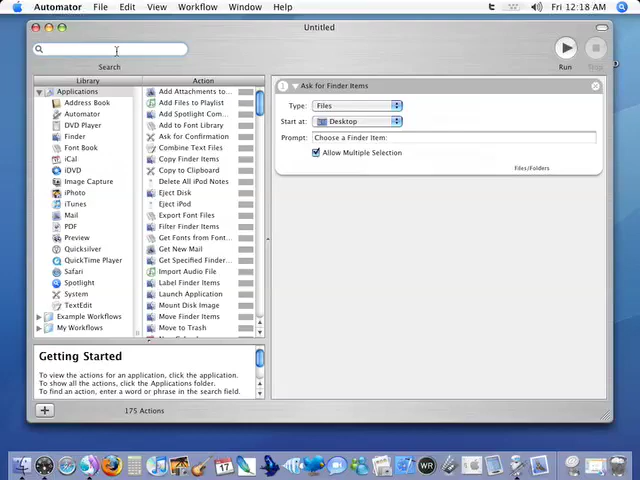 Automator File Edit View Workflow Window Help Fri 12:18 AM
Untitled
Search
Run
Stop
Library Action
Applications
Address Book
Automator
DVD Player
Finder
Font Book
iCal
iDVD
Image Capture
iPhoto
iTunes
Mail
PDF
Preview
Quicksilver
QuickTime Player
Safari
Spotlight
System
TextEdit
Example Workflows
My Workflows
Add Attachments to...
Add Files to Playlist
Add Spotlight Com...
Add to Font Library
Ask for Confirmation
Combine Text Files
Copy Finder Items
Copy to Clipboard
Delete All iPod Notes
Eject Disk
Eject iPod
Export Font Files
Filter Finder Items
Get Fonts from Font...
Get New Mail
Get Specified Finder...
Import Audio File
Label Finder Items
Launch Application
Mount Disk Image
Move Finder Items
Move to Trash
1 Ask for Finder Items
Type: Files
Start at: Desktop
Prompt: Choose a Finder Item:
Allow Multiple Selection
Files/Folders
Getting Started
To view the actions for an application, click the application.
To show all the actions, click the Applications folder.
To find an action, enter a word or phrase in the search field.
175 Actions
17
WR